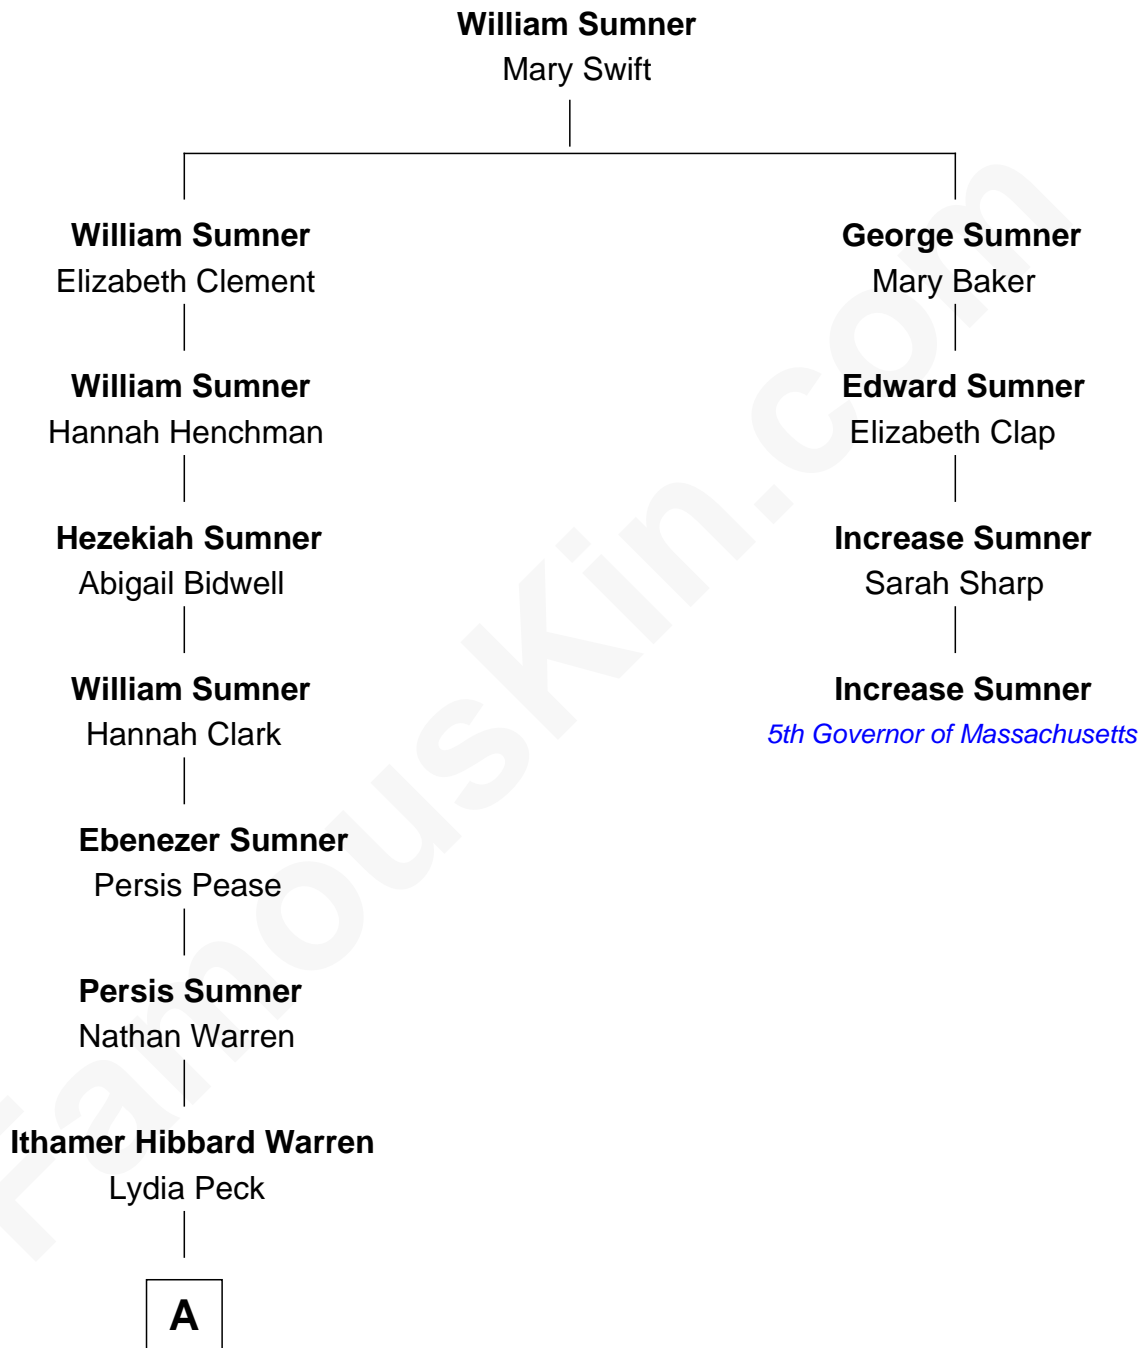 William Sumner
Mary Swift
William Sumner
Elizabeth Clement
George Sumner
Mary Baker
William Sumner
Hannah Henchman
Edward Sumner
Elizabeth Clap
Hezekiah Sumner
Abigail Bidwell
Increase Sumner
Sarah Sharp
William Sumner
Hannah Clark
Increase Sumner
5th Governor of Massachusetts
Ebenezer Sumner
Persis Pease
Persis Sumner
Nathan Warren
Ithamer Hibbard Warren
Lydia Peck
A
FamousKin.com